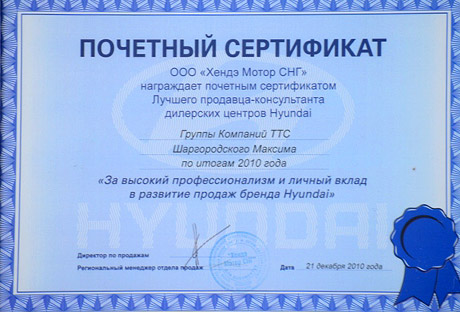 ПОЧЕТНЫЙ СЕРТИФИКАТ
ООО «Хендэ Мотор СНГ»
награждает почетным сертификатом
Лучшего продавца-консультанта
дилерских центров Hyundai
Группы Компаний ТТС
Шаргородского Максима
по итогам 2010 года
«За высокий профессионализм и личный вклад
в развитие продаж бренда Hyundai»
HYUNDAI
Директор по продажам
Региональный менеджер отдела продаж
Дата 21 декабря 2010 года